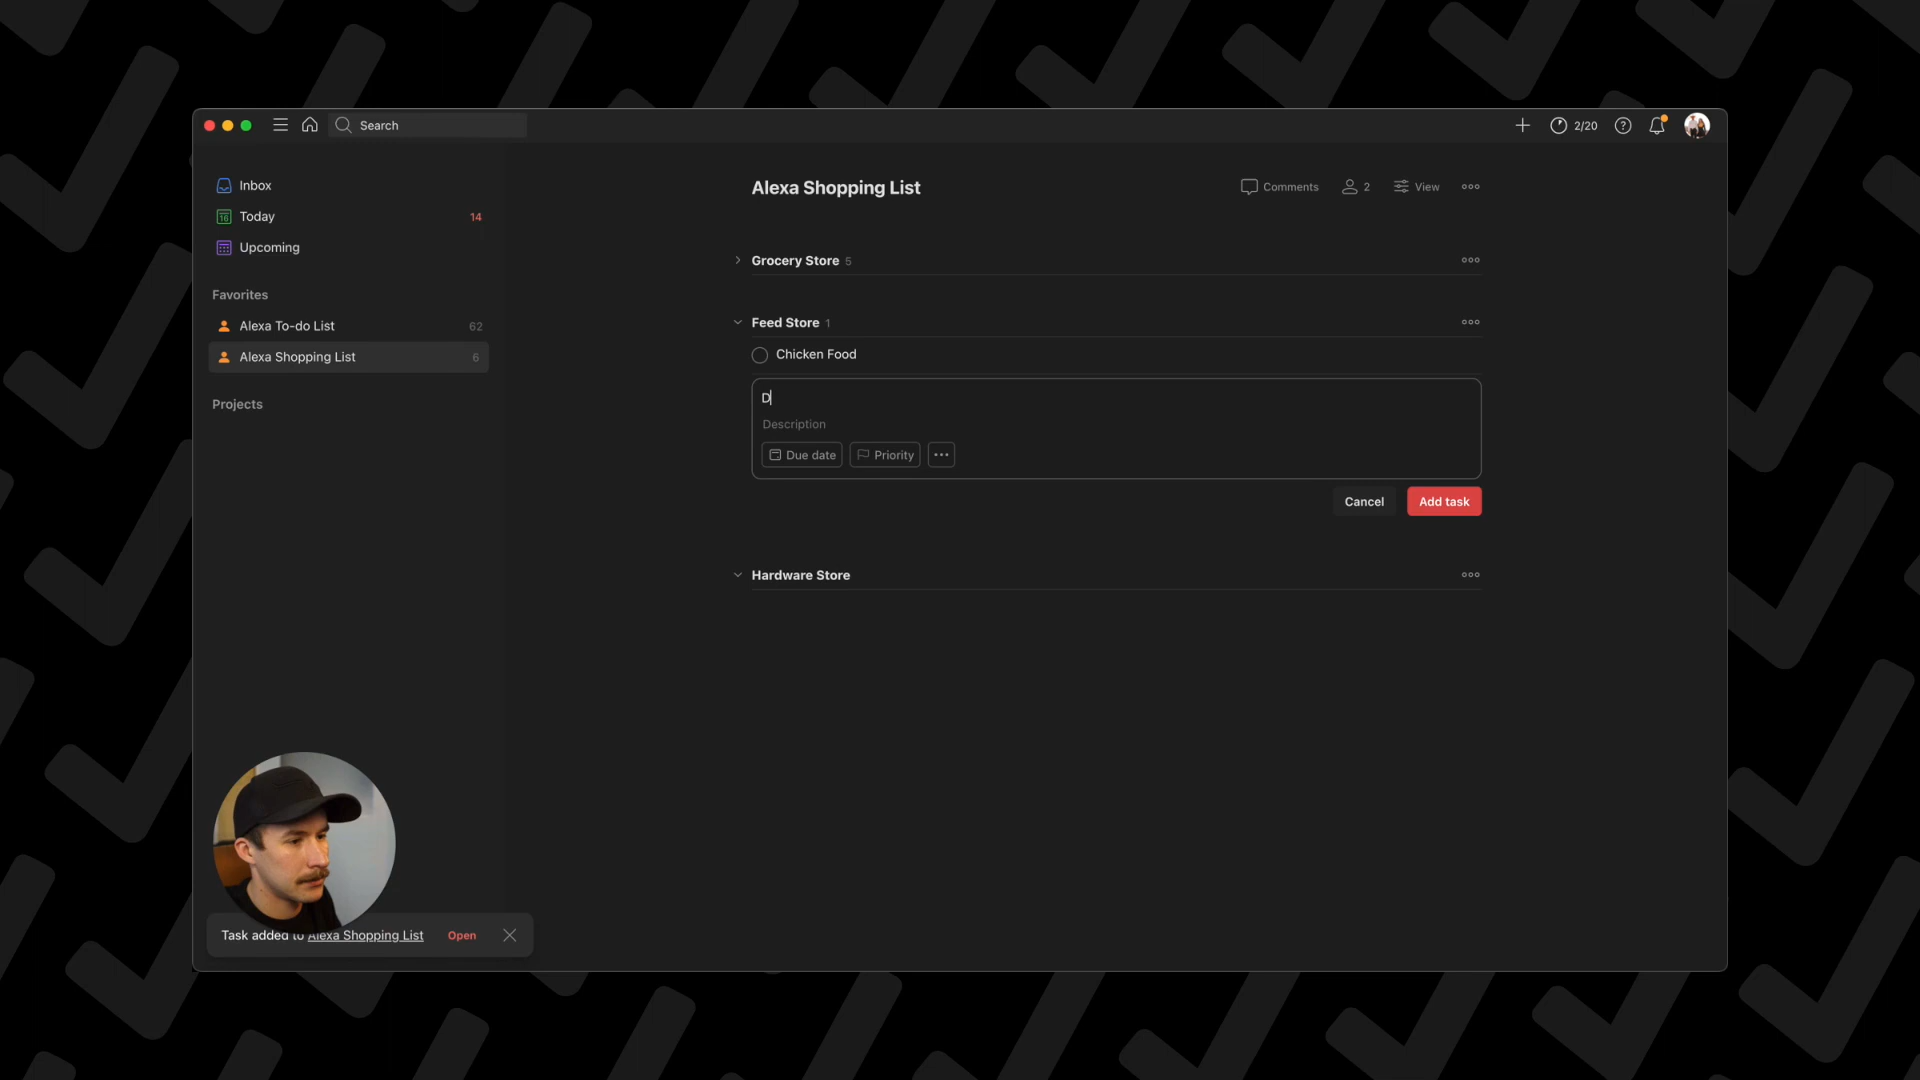 Search
2/20
Inbox
Today 14
Upcoming
Favorites
Alexa To-do List 62
Alexa Shopping List 6
Projects
Alexa Shopping List
Comments
2
View
Grocery Store 5
Feed Store 1
Chicken Food
D
Description
Due date
Priority
Cancel
Add task
Hardware Store
Task added to Alexa Shopping List
Open